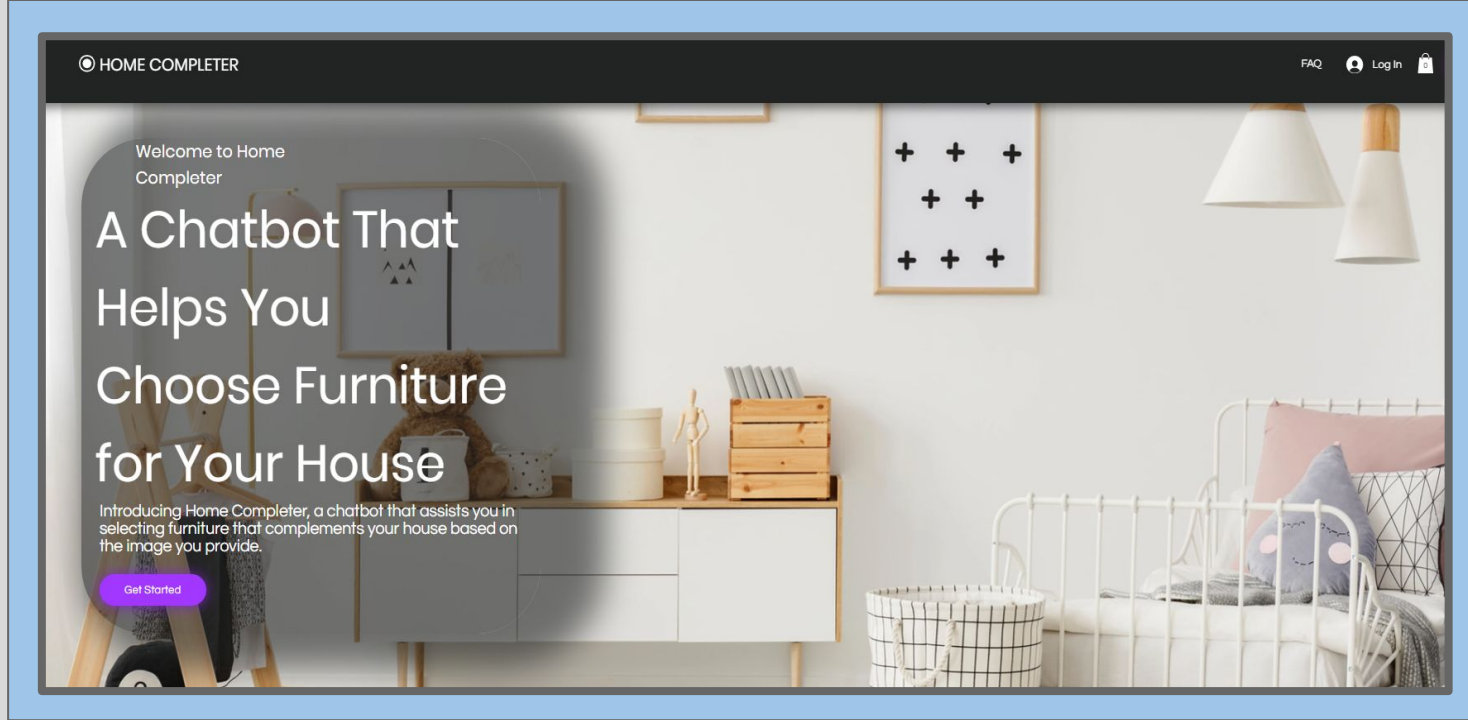 HOME COMPLETER
FAQ
Log In
0
Welcome to Home
Completer
A Chatbot That
Helps You
Choose Furniture
for Your House
Introducing Home Completer, a chatbot that assists you in
selecting furniture that complements your house based on
the image you provide.
Get Started